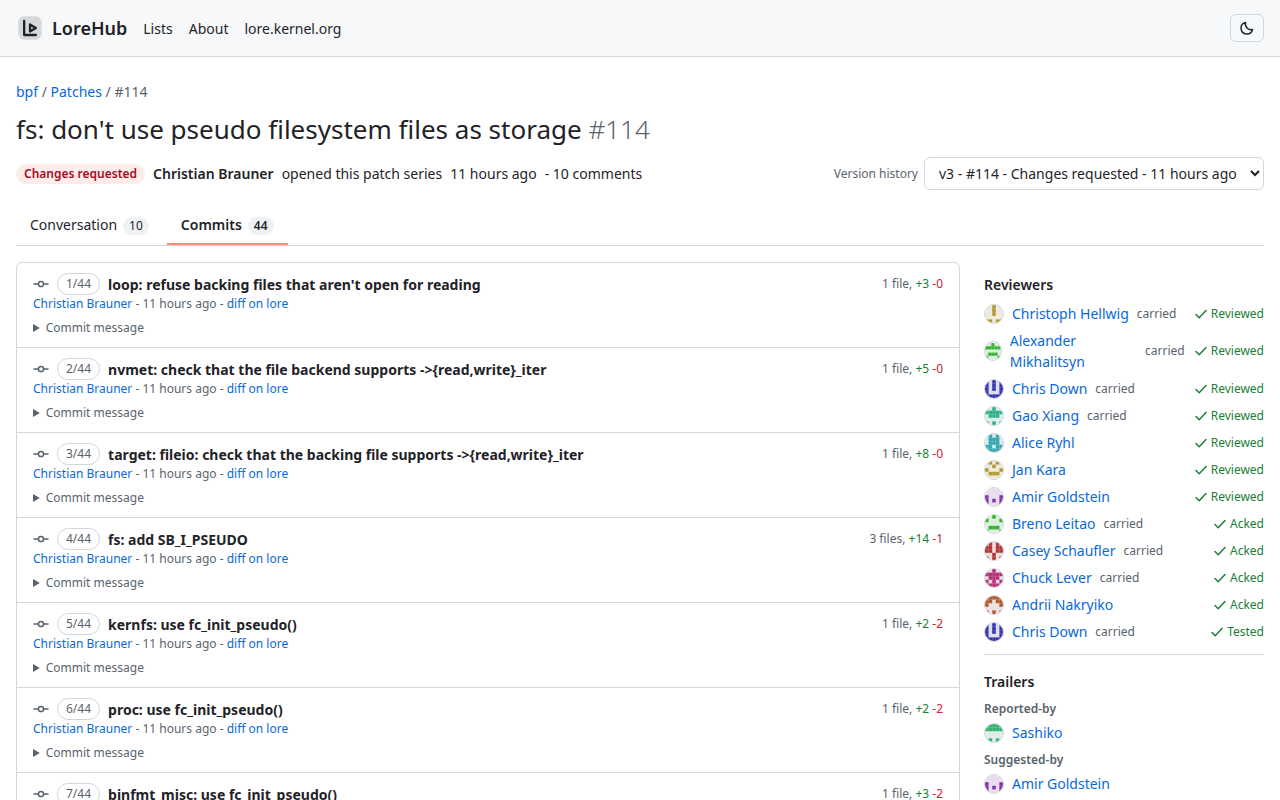 LoreHub Lists About lore.kernel.org
bpf / Patches / #114
fs: don't use pseudo filesystem files as storage #114
Changes requested Christian Brauner opened this patch series 11 hours ago - 10 comments
Version history v3 - #114 - Changes requested - 11 hours ago
Conversation 10 Commits 44
1/44 loop: refuse backing files that aren't open for reading 1 file, +3 -0
Christian Brauner - 11 hours ago - diff on lore
Commit message
2/44 nvmet: check that the file backend supports ->{read,write}_iter 1 file, +5 -0
Christian Brauner - 11 hours ago - diff on lore
Commit message
3/44 target: fileio: check that the backing file supports ->{read,write}_iter 1 file, +8 -0
Christian Brauner - 11 hours ago - diff on lore
Commit message
4/44 fs: add SB_I_PSEUDO 3 files, +14 -1
Christian Brauner - 11 hours ago - diff on lore
Commit message
5/44 kernfs: use fc_init_pseudo() 1 file, +2 -2
Christian Brauner - 11 hours ago - diff on lore
Commit message
6/44 proc: use fc_init_pseudo() 1 file, +2 -2
Christian Brauner - 11 hours ago - diff on lore
Commit message
7/44 binfmt_misc: use fc_init_pseudo() 1 file, +3 -2
Reviewers
Christoph Hellwig carried Reviewed
Alexander
Mikhalitsyn carried Reviewed
Chris Down carried Reviewed
Gao Xiang carried Reviewed
Alice Ryhl Reviewed
Jan Kara Reviewed
Amir Goldstein Reviewed
Breno Leitao carried Acked
Casey Schaufler carried Acked
Chuck Lever carried Acked
Andrii Nakryiko Acked
Chris Down carried Tested
Trailers
Reported-by
Sashiko
Suggested-by
Amir Goldstein